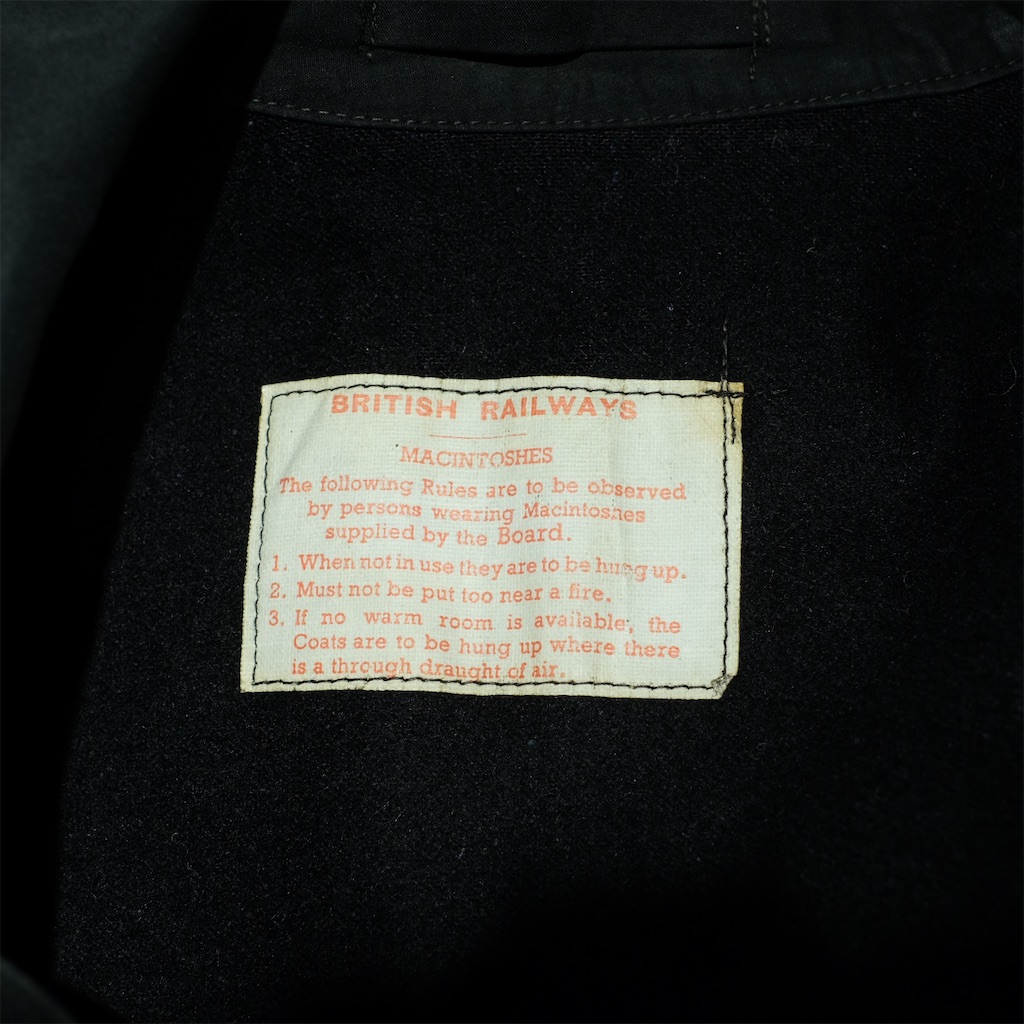 BRITISH RAILWAYS
MACINTOSHES
The following Rules are to be observed
by persons wearing Macintoshes
supplied by the Board.
1. When not in use they are to be hung up.
2. Must not be put too near a fire.
3. If no warm room is available, the
Coats are to be hung up where there
is a through draught of air.